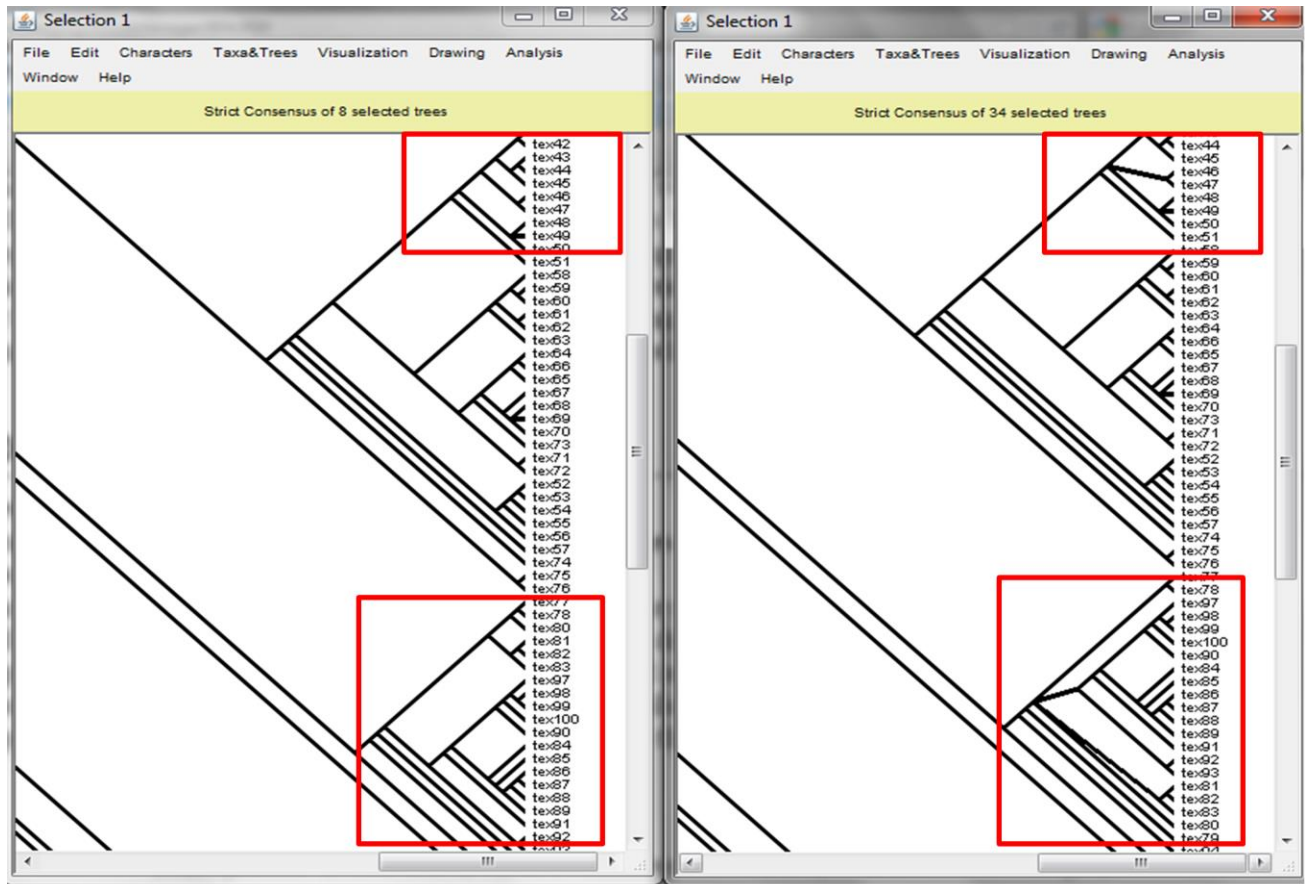 Selection 1
File Edit Characters Taxa&Trees Visualization Drawing Analysis
Window Help
Strict Consensus of 8 selected trees
tex42
tex43
tex44
tex45
tex46
tex47
tex48
tex49
tex50
tex51
tex58
tex59
tex60
tex61
tex62
tex63
tex64
tex66
tex65
tex67
tex68
tex69
tex70
tex73
tex71
tex72
tex52
tex53
tex54
tex55
tex56
tex57
tex74
tex75
tex76
tex77
tex78
tex80
tex81
tex82
tex83
tex97
tex98
tex99
tex100
tex90
tex84
tex85
tex86
tex87
tex88
tex89
tex91
tex92
Selection 1
File Edit Characters Taxa&Trees Visualization Drawing Analysis
Window Help
Strict Consensus of 34 selected trees
tex44
tex45
tex46
tex47
tex48
tex49
tex50
tex51
tex58
tex59
tex60
tex61
tex62
tex63
tex64
tex66
tex65
tex67
tex68
tex69
tex70
tex73
tex71
tex72
tex52
tex53
tex54
tex55
tex56
tex57
tex74
tex75
tex76
tex77
tex78
tex97
tex98
tex99
tex100
tex90
tex84
tex85
tex86
tex87
tex88
tex89
tex91
tex92
tex93
tex81
tex82
tex83
tex80
tex79